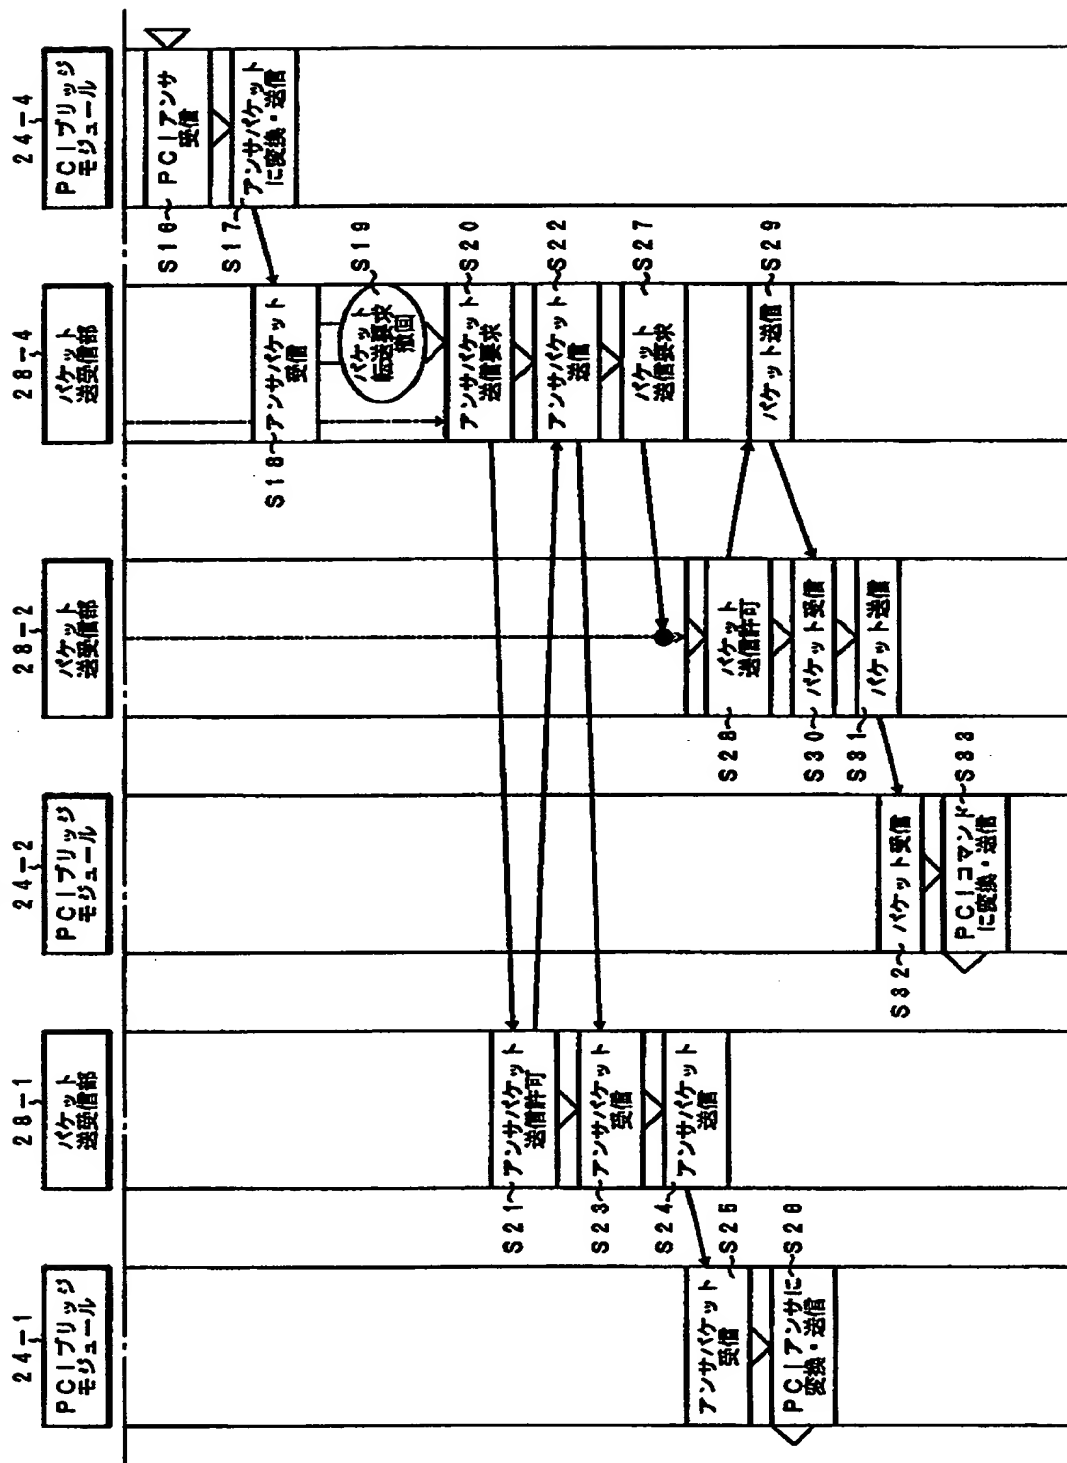 24-1
PCIブリッジ
モジュール
28-1
パケット
送受信部
24-2
PCIブリッジ
モジュール
28-2
パケット
送受信部
28-4
パケット
送受信部
24-4
PCIブリッジ
モジュール
S16
PCIアンサ
受信
S17
アンサパケット
に変換・送信
S18
アンサパケット
受信
S19
パケット
転送要求
撤回
S20
アンサパケット
送信要求
S21
アンサパケット
送信許可
S22
アンサパケット
送信
S23
アンサパケット
受信
S24
アンサパケット
送信
S25
アンサパケット
受信
S26
PCIアンサに
変換・送信
S27
パケット
送信要求
S28
パケット
送信許可
S29
パケット送信
S30
パケット受信
S31
パケット送信
S32
パケット受信
S33
PCIコマンド
に変換・送信